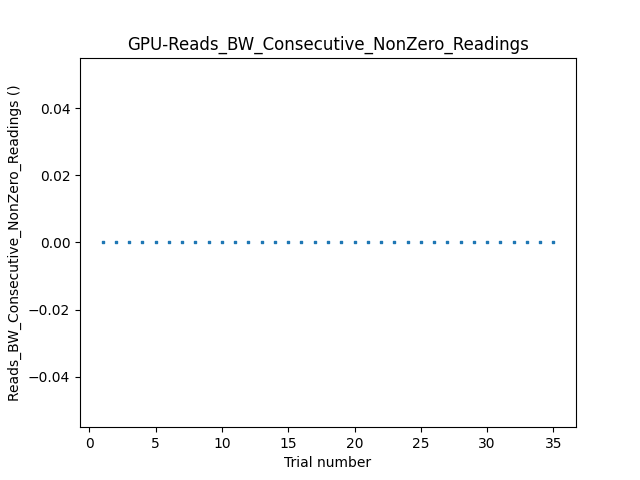 GPU-Reads_BW_Consecutive_NonZero_Readings
Reads_BW_Consecutive_NonZero_Readings ()
0.04
0.02
0.00
−0.02
−0.04
0 5 10 15 20 25 30 35
Trial number